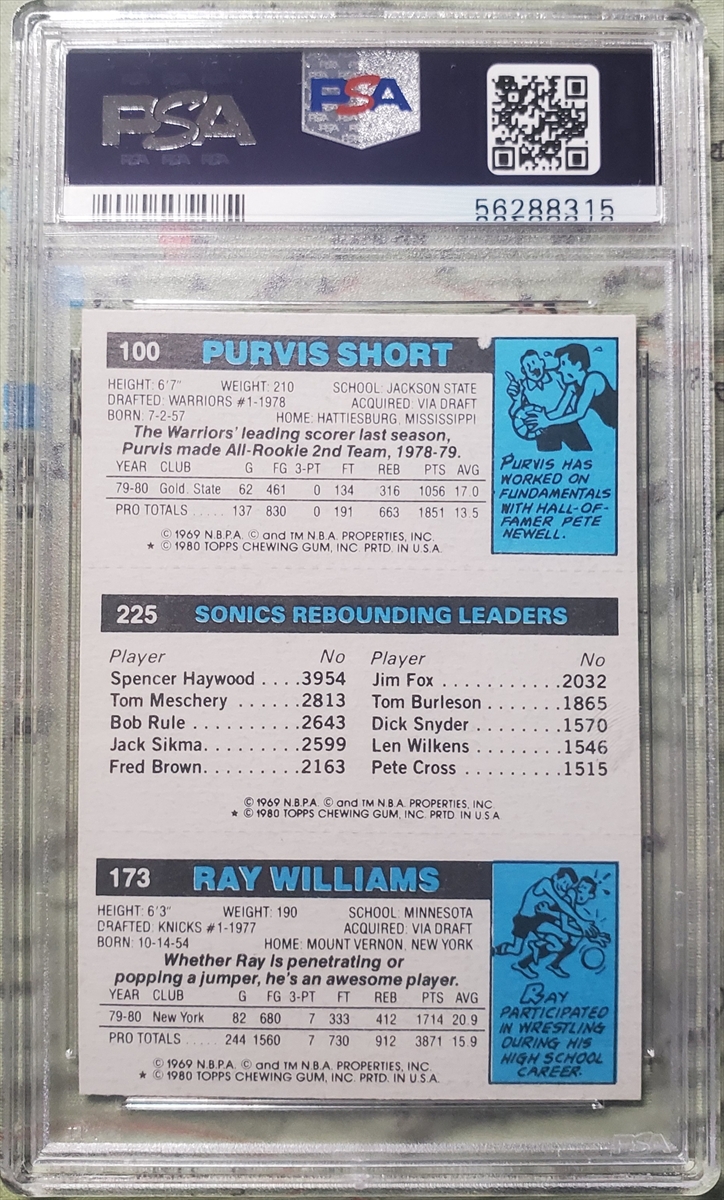 PSA
PSA
PSA PSA PSA
56288315
100 PURVIS SHORT
HEIGHT: 6'7" WEIGHT: 210 SCHOOL: JACKSON STATE
DRAFTED: WARRIORS #1-1978 ACQUIRED: VIA DRAFT
BORN: 7-2-57 HOME: HATTIESBURG, MISSISSIPPI
The Warriors' leading scorer last season,
Purvis made All-Rookie 2nd Team, 1978-79.
YEAR CLUB G FG 3-PT FT REB PTS AVG
79-80 Gold. State 62 461 0 134 316 1056 17.0
PRO TOTALS ..... 137 830 0 191 663 1851 13.5
© 1969 N.B.P.A. © and TM N.B.A. PROPERTIES, INC.
★ © 1980 TOPPS CHEWING GUM, INC. PRTD. IN U.S.A.
PURVIS HAS
WORKED ON
FUNDAMENTALS
WITH HALL-OF-
FAMER PETE
NEWELL.
225 SONICS REBOUNDING LEADERS
Player No Player No
Spencer Haywood ....3954 Jim Fox ...........2032
Tom Meschery ......2813 Tom Burleson .......1865
Bob Rule .........2643 Dick Snyder ........1570
Jack Sikma.........2599 Len Wilkens ........1546
Fred Brown.........2163 Pete Cross .........1515
© 1969 N.B.P.A. © and TM N.B.A. PROPERTIES, INC.
★ © 1980 TOPPS CHEWING GUM, INC. PRTD. IN U.S.A.
173 RAY WILLIAMS
HEIGHT: 6'3" WEIGHT: 190 SCHOOL: MINNESOTA
DRAFTED: KNICKS #1-1977 ACQUIRED: VIA DRAFT
BORN: 10-14-54 HOME: MOUNT VERNON, NEW YORK
Whether Ray is penetrating or
popping a jumper, he's an awesome player.
YEAR CLUB G FG 3-PT FT REB PTS AVG
79-80 New York 82 680 7 333 412 1714 20.9
PRO TOTALS ..... 244 1560 7 730 912 3871 15.9
© 1969 N.B.P.A. © and TM N.B.A. PROPERTIES, INC.
★ © 1980 TOPPS CHEWING GUM, INC. PRTD. IN U.S.A.
RAY
PARTICIPATED
IN WRESTLING
DURING HIS
HIGH SCHOOL
CAREER.
PSA